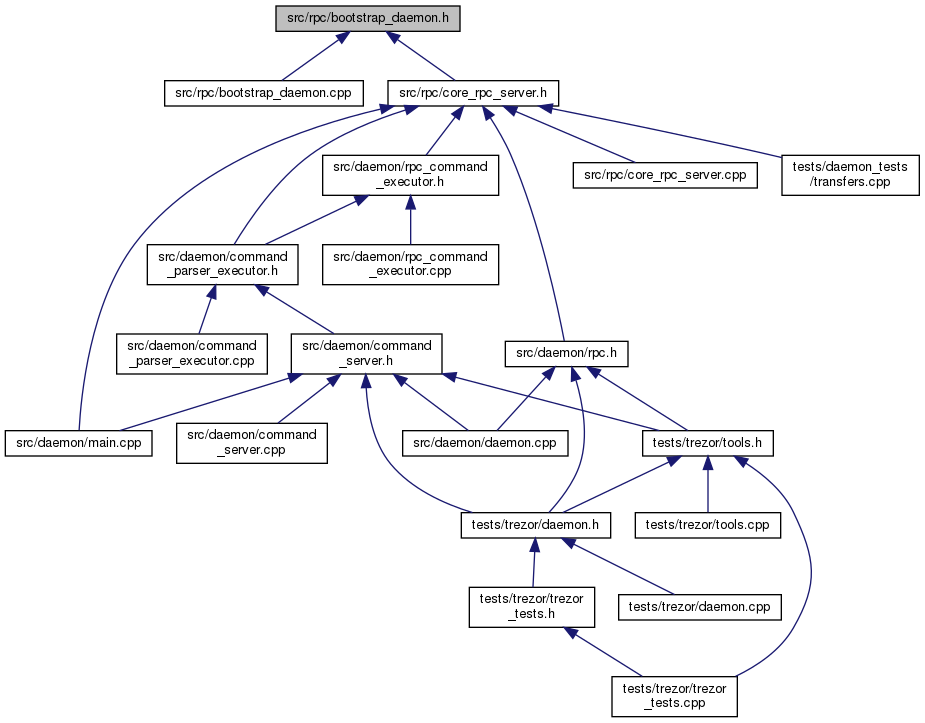 src/rpc/bootstrap_daemon.h
src/rpc/bootstrap_daemon.cpp
src/rpc/core_rpc_server.h
src/daemon/rpc_command
_executor.h
src/rpc/core_rpc_server.cpp
tests/daemon_tests
/transfers.cpp
src/daemon/command
_parser_executor.h
src/daemon/rpc_command
_executor.cpp
src/daemon/command
_parser_executor.cpp
src/daemon/command
_server.h
src/daemon/rpc.h
src/daemon/main.cpp
src/daemon/command
_server.cpp
src/daemon/daemon.cpp
tests/trezor/tools.h
tests/trezor/daemon.h
tests/trezor/tools.cpp
tests/trezor/trezor
_tests.h
tests/trezor/daemon.cpp
tests/trezor/trezor
_tests.cpp